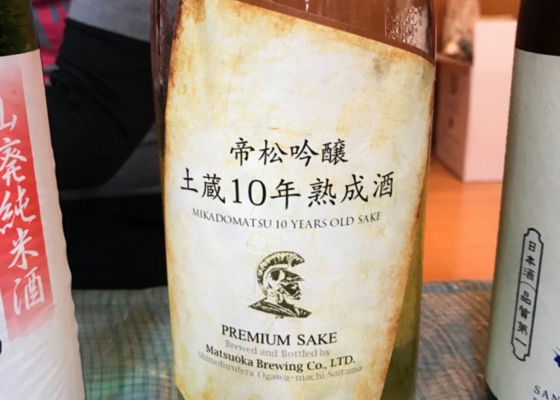 山廃純米酒
帝松吟醸
土蔵10年熟成酒
MIKADOMATSU 10 YEARS OLD SAKE
PREMIUM SAKE
Brewed and Bottled by
Matsuoka Brewing Co., LTD.
Shimofurutera Ogawa-machi Saitama
日本酒
品質第一